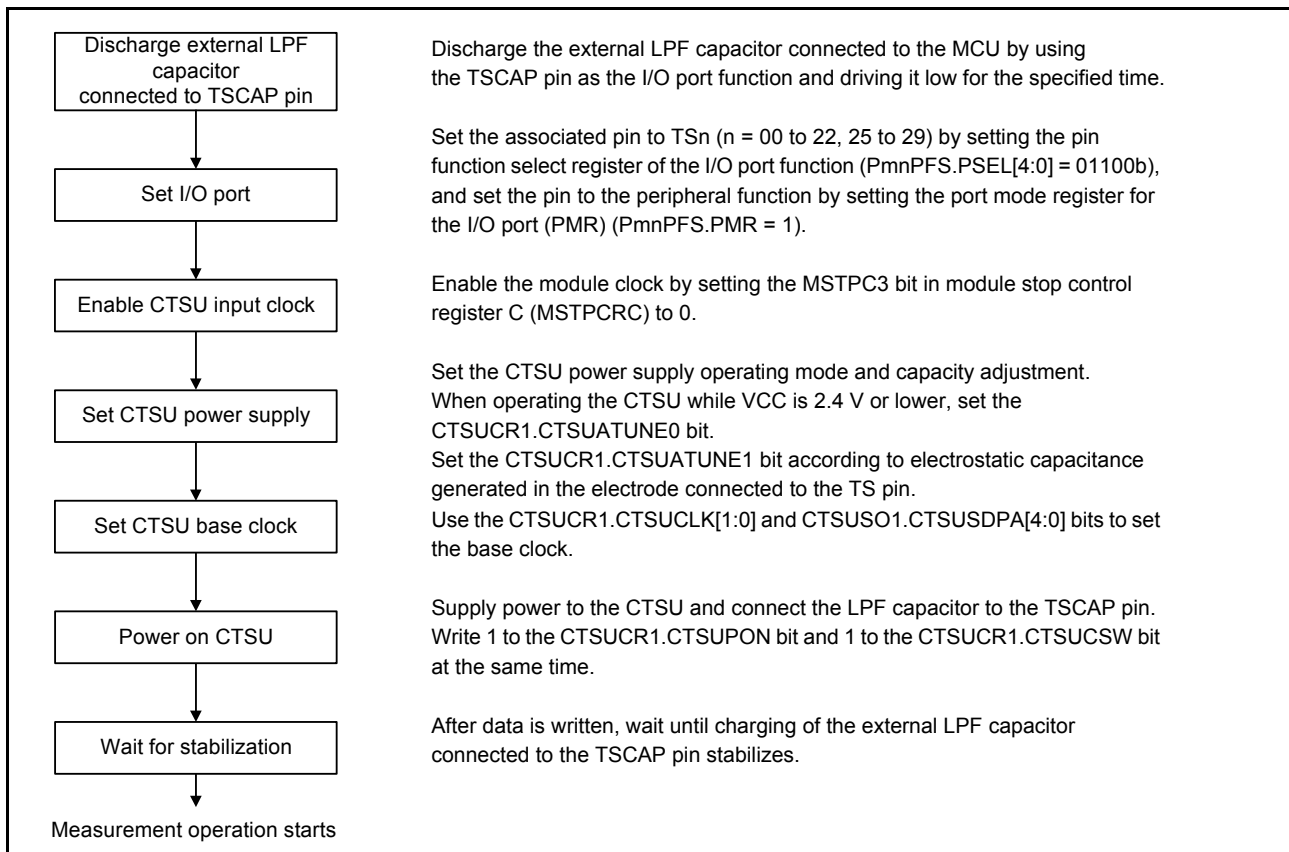 Discharge external LPF
capacitor
connected to TSCAP pin
Discharge the external LPF capacitor connected to the MCU by using
the TSCAP pin as the I/O port function and driving it low for the specified time.
Set I/O port
Set the associated pin to TSn (n = 00 to 22, 25 to 29) by setting the pin
function select register of the I/O port function (PmnPFS.PSEL[4:0] = 01100b),
and set the pin to the peripheral function by setting the port mode register for
the I/O port (PMR) (PmnPFS.PMR = 1).
Enable CTSU input clock
Enable the module clock by setting the MSTPC3 bit in module stop control
register C (MSTPCRC) to 0.
Set CTSU power supply
Set the CTSU power supply operating mode and capacity adjustment.
When operating the CTSU while VCC is 2.4 V or lower, set the
CTSUCR1.CTSUATUNE0 bit.
Set the CTSUCR1.CTSUATUNE1 bit according to electrostatic capacitance
generated in the electrode connected to the TS pin.
Set CTSU base clock
Use the CTSUCR1.CTSUCLK[1:0] and CTSUSO1.CTSUSDPA[4:0] bits to set
the base clock.
Power on CTSU
Supply power to the CTSU and connect the LPF capacitor to the TSCAP pin.
Write 1 to the CTSUCR1.CTSUPON bit and 1 to the CTSUCR1.CTSUCSW bit
at the same time.
Wait for stabilization
After data is written, wait until charging of the external LPF capacitor
connected to the TSCAP pin stabilizes.
Measurement operation starts